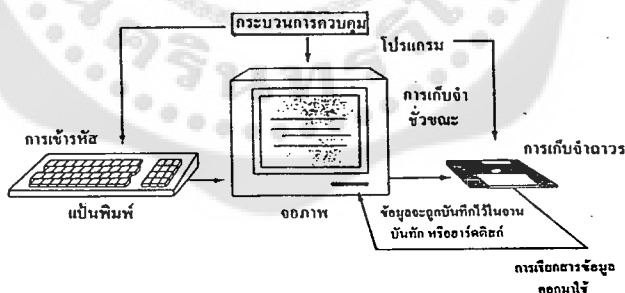 กระบวนการควบคุม
โปรแกรม
การเก็บจำ
ชั่วขณะ
การเข้ารหัส
การเก็บจำถาวร
แป้นพิมพ์
จอภาพ
ข้อมูลจะถูกบันทึกไว้ในจาน
บันทึก หรือฮาร์ดดิสก์
การเรียกสารข้อมูล
ออกมาใช้